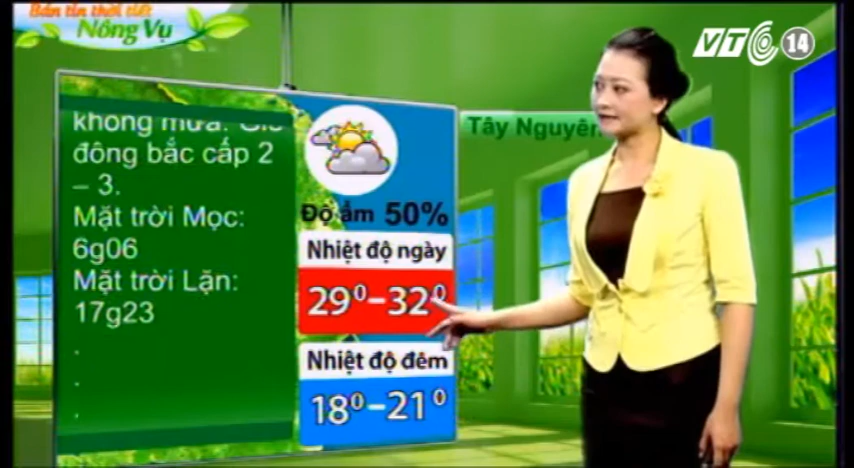 Bản tin thời tiết
Nông Vụ
VTC 14
không mưa. Gió
đông bắc cấp 2
– 3.
Mặt trời Mọc:
6g06
Mặt trời Lặn:
17g23
.
.
.
Độ ẩm 50%
Nhiệt độ ngày
29⁰–32⁰
Nhiệt độ đêm
18⁰–21⁰
Tây Nguyên